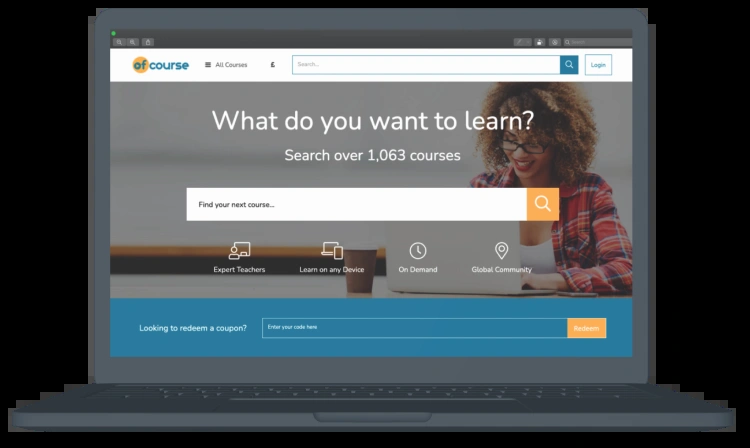 Search
of course
All Courses
£
Search...
Login
What do you want to learn?
Search over 1,063 courses
Find your next course...
Expert Teachers
Learn on any Device
On Demand
Global Community
Looking to redeem a coupon?
Enter your code here
Redeem